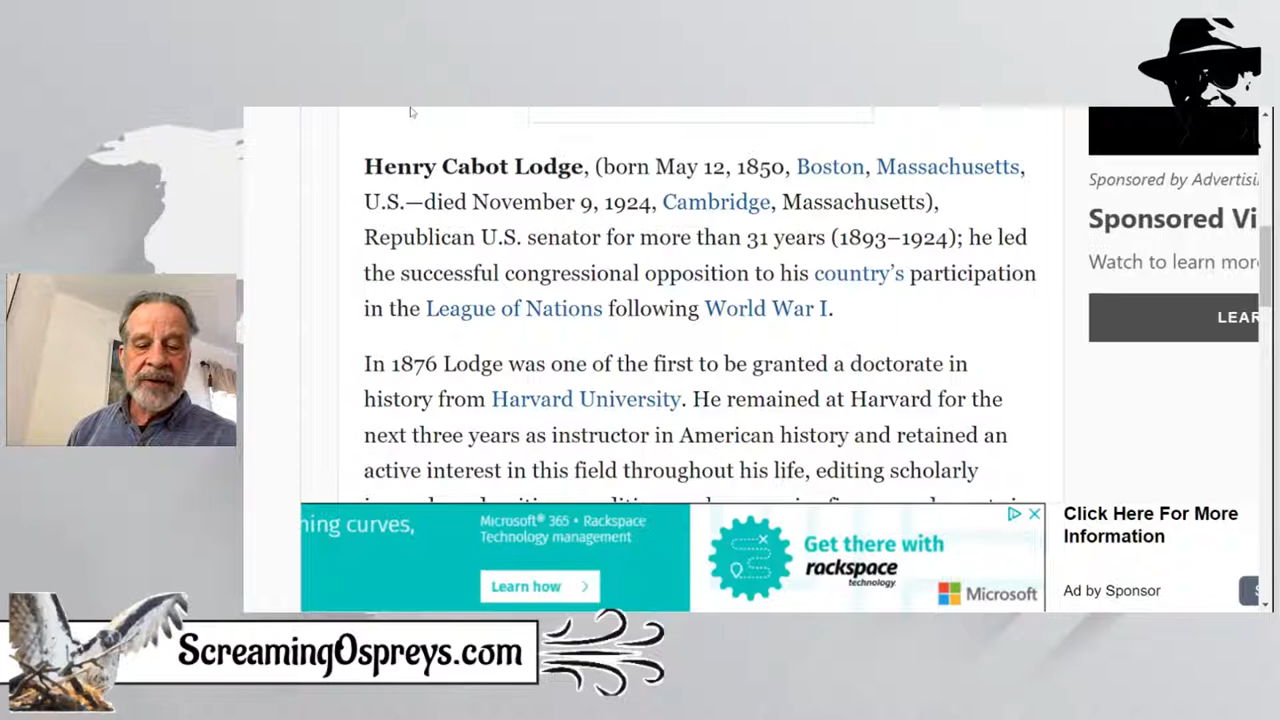 Henry Cabot Lodge, (born May 12, 1850, Boston, Massachusetts,
U.S.—died November 9, 1924, Cambridge, Massachusetts),
Republican U.S. senator for more than 31 years (1893–1924); he led
the successful congressional opposition to his country's participation
in the League of Nations following World War I.
In 1876 Lodge was one of the first to be granted a doctorate in
history from Harvard University. He remained at Harvard for the
next three years as instructor in American history and retained an
active interest in this field throughout his life, editing scholarly
Sponsored by Advertisi
Sponsored Vi
Watch to learn mor
LEAR
ning curves,
Microsoft® 365 • Rackspace
Technology management
Learn how
Get there with
rackspace
technology.
Microsoft
Click Here For More
Information
Ad by Sponsor
ScreamingOspreys.com